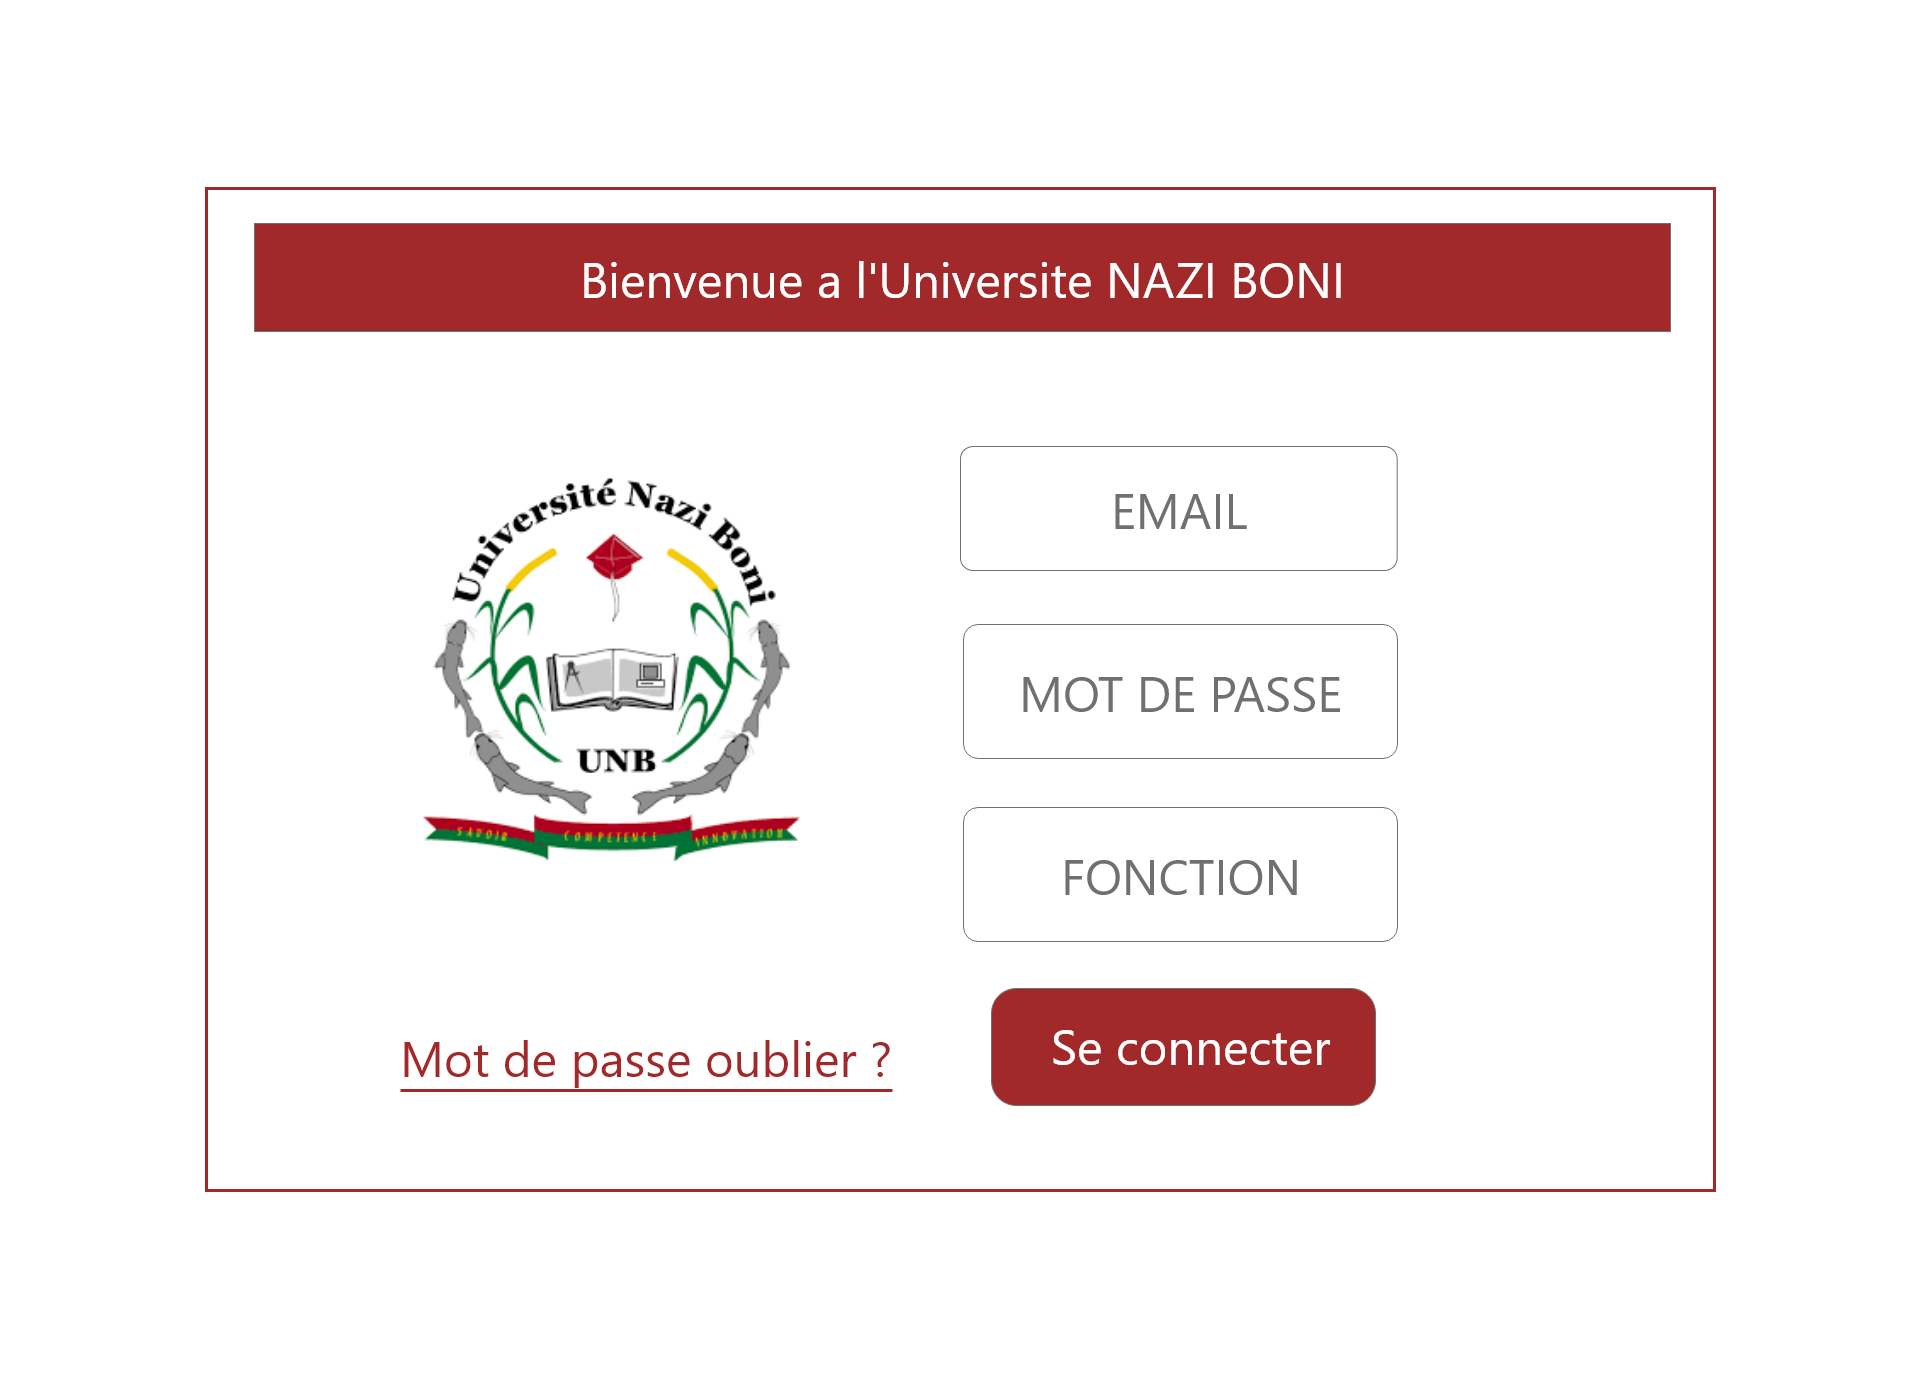 Bienvenue a l'Universite NAZI BONI
Université Nazi Boni
UNB
SAVOIR COMPETENCE INNOVATION
EMAIL
MOT DE PASSE
FONCTION
Mot de passe oublier ?
Se connecter